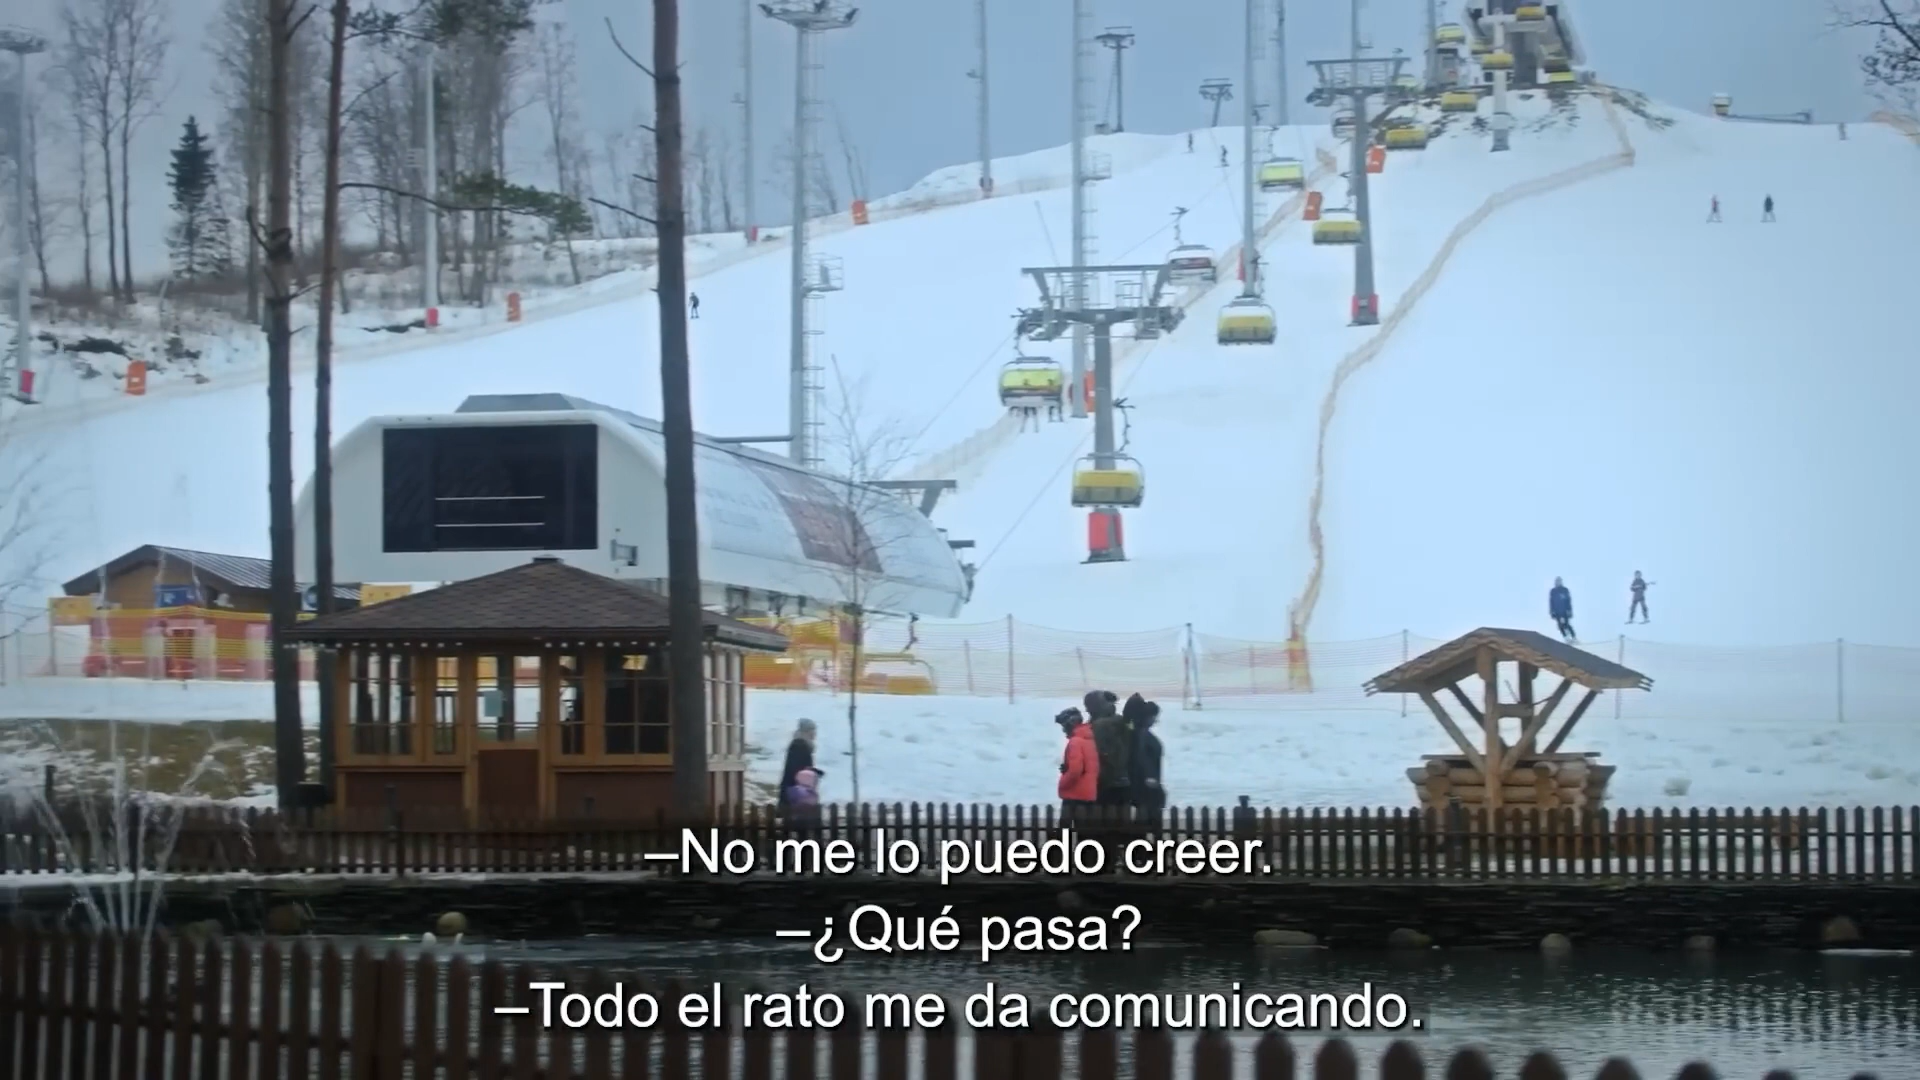 –No me lo puedo creer.
–¿Qué pasa?
–Todo el rato me da comunicando.